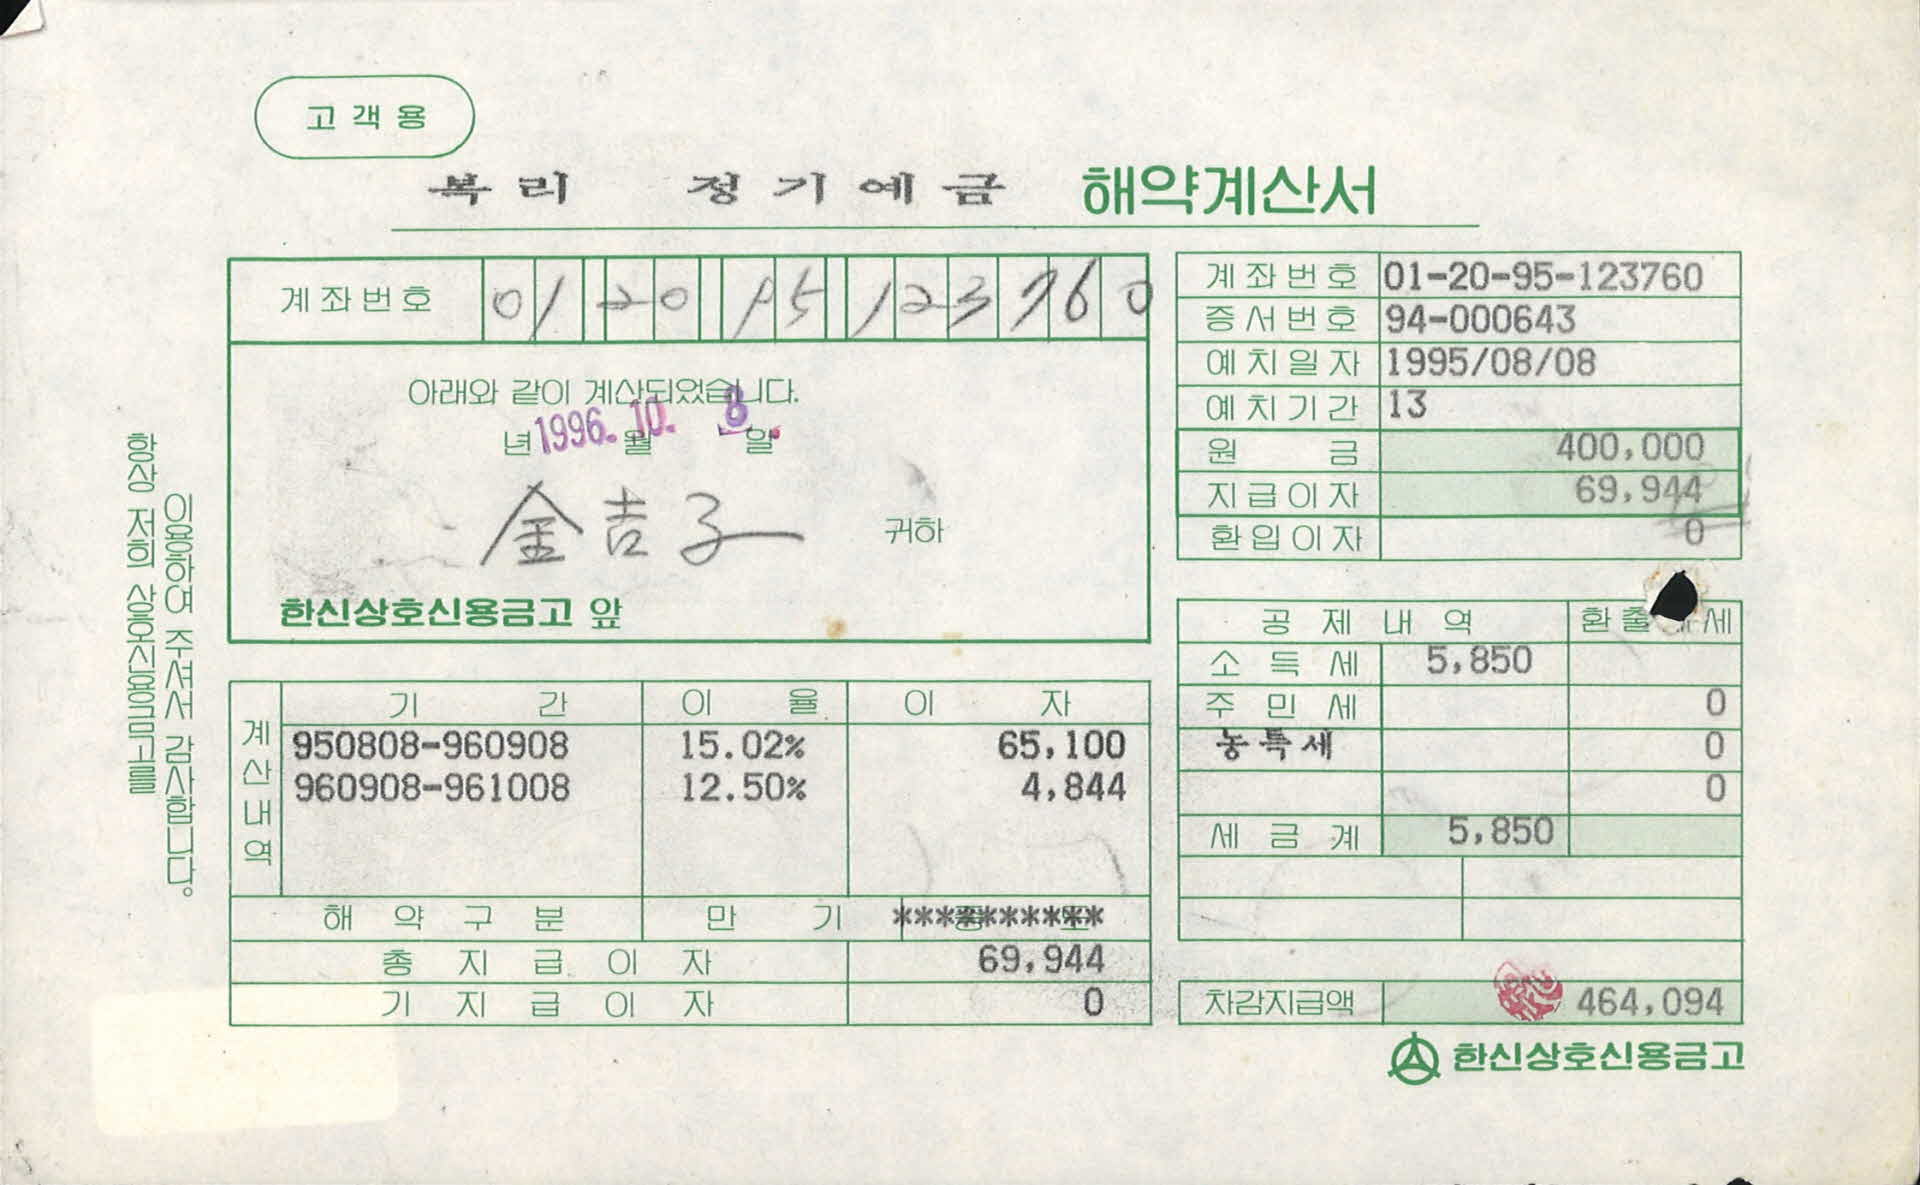 고객용
복리 정기예금 해약계산서
계좌번호 01 20 95 123760
아래와 같이 계산되었습니다.
년 1996. 월 10. 일 8
金吉子 귀하
한신상호신용금고 앞
계좌번호 01-20-95-123760
증서번호 94-000643
예치일자 1995/08/08
예치기간 13
원금 400,000
지급이자 69,944
환입이자 0
계산내역
기간 이율 이자
950808-960908 15.02% 65,100
960908-961008 12.50% 4,844
해약구분 만기 **********
총지급이자 69,944
기지급이자 0
공제내역 환출 세
소득세 5,850
주민세 0
농특세 0
0
세금계 5,850
차감지급액 464,094
한신상호신용금고
항상 저희 상호신용금고를
이용하여 주셔서 감사합니다.